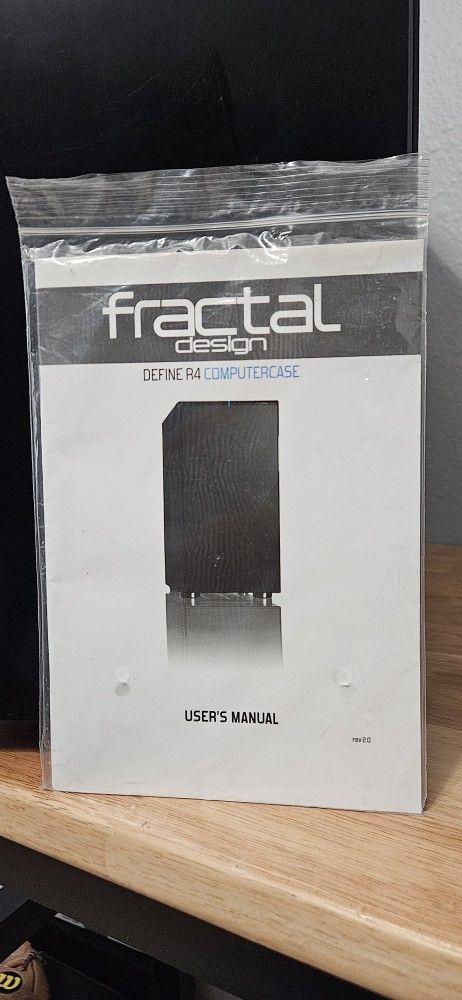 fractal
design
DEFINE R4 COMPUTERCASE
USER'S MANUAL
rev 2.0